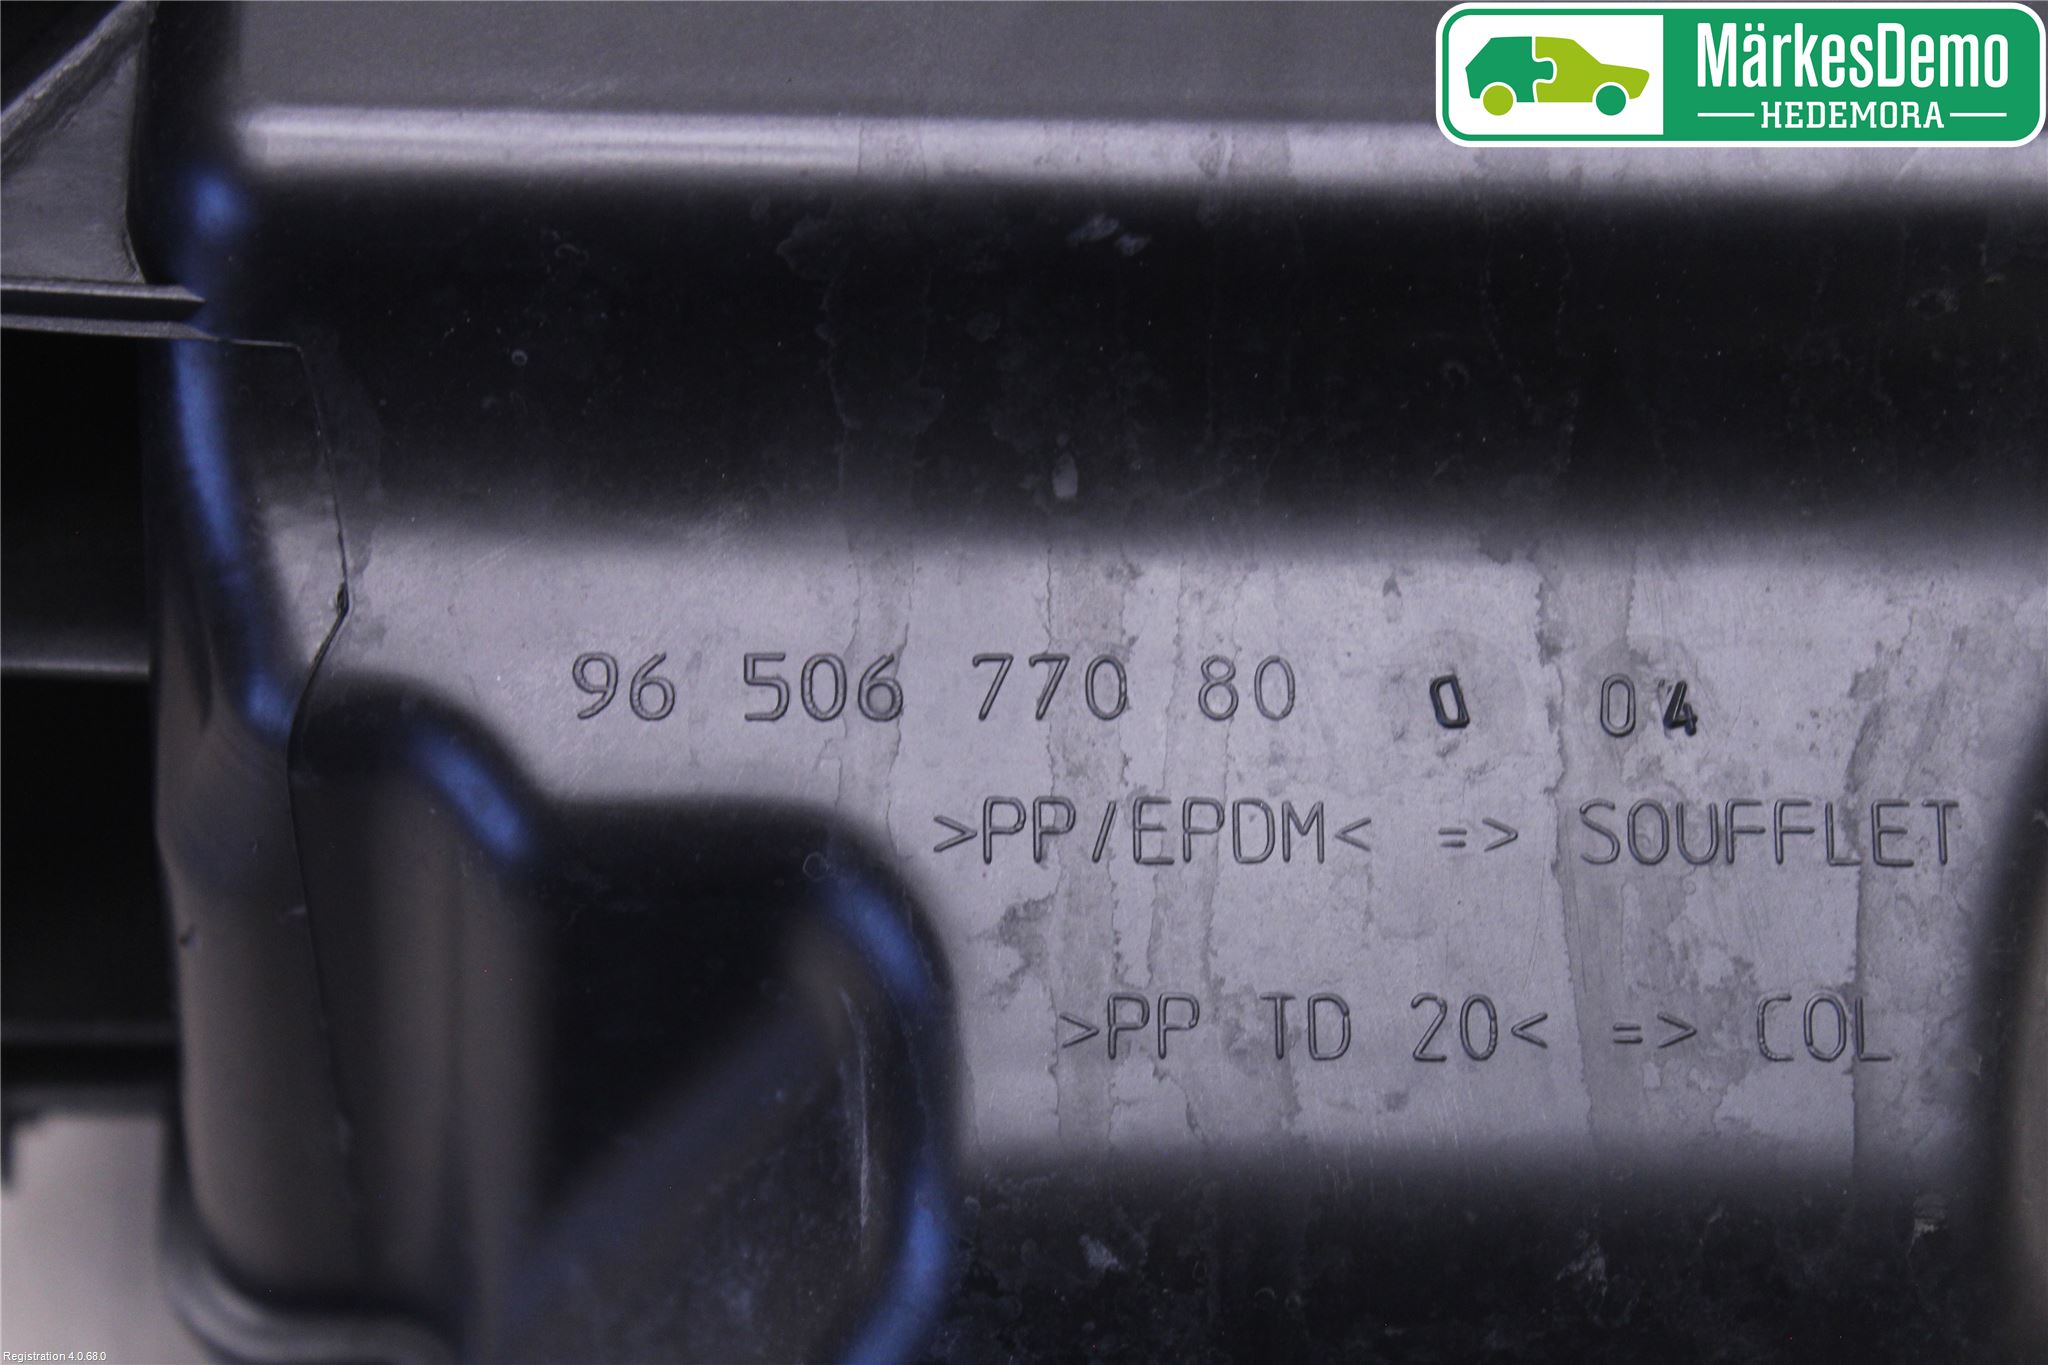 MärkesDemo
HEDEMORA
96 506 770 80 0 04
>PP/EPDM< => SOUFFLET
>PP TD 20< => COL
Registration 4.0.68.0